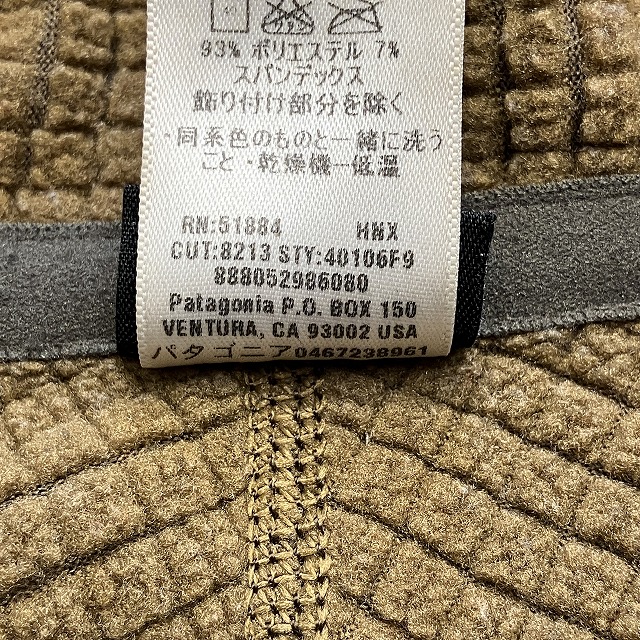 93% ポリエステル 7%
スパンデックス
飾り付け部分を除く
・同系色のものと一緒に洗う
こと・乾燥機－低温
RN:51884 HNX
CUT:8213 STY:40106F9
888052986080
Patagonia P.O. BOX 150
VENTURA, CA 93002 USA
パタゴニア0467238961